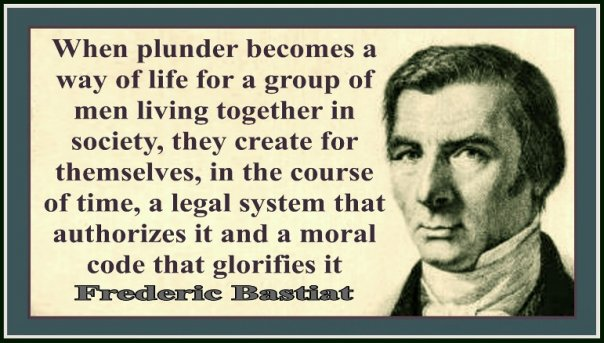 When plunder becomes a
way of life for a group of
men living together in
society, they create for
themselves, in the course
of time, a legal system that
authorizes it and a moral
code that glorifies it
Frederic Bastiat